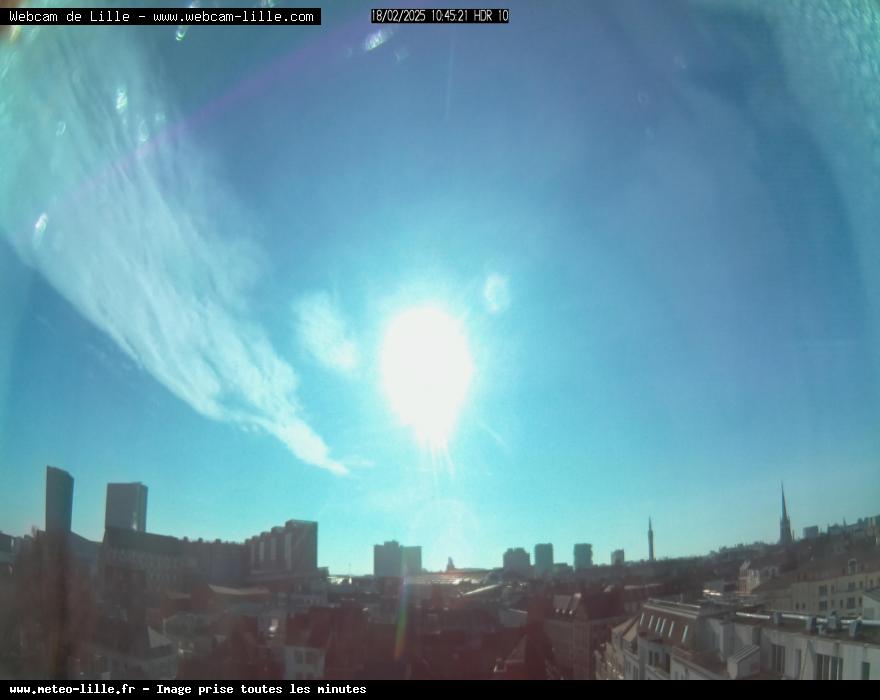 Webcam de Lille - www.webcam-lille.com
18/02/2025 10:45:21 HDR 10
www.meteo-lille.fr - Image prise toutes les minutes